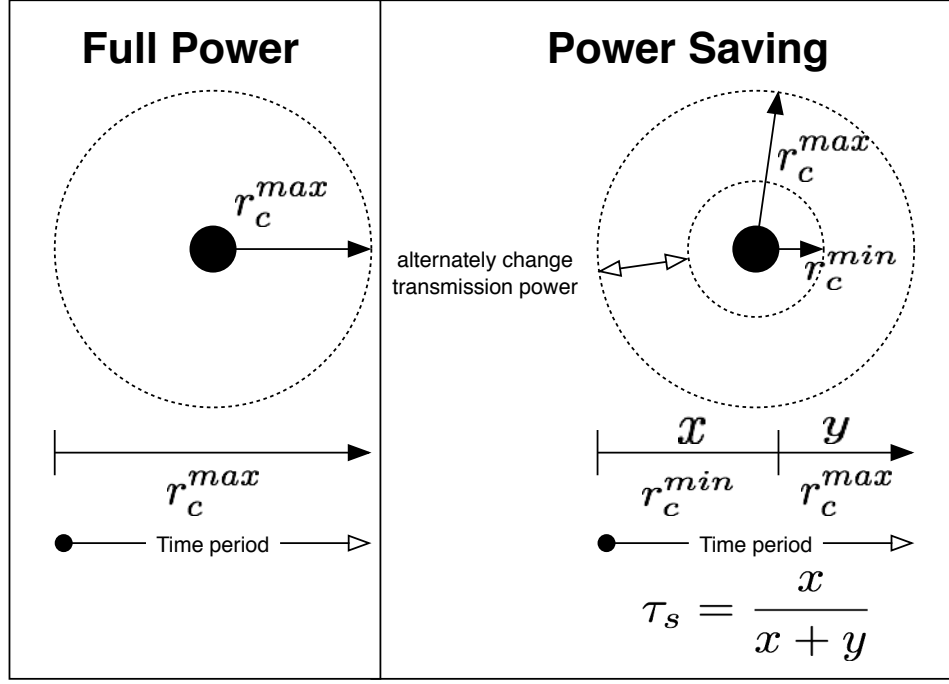 Full Power
r_c^{max}
r_c^{max}
Time period
Power Saving
r_c^{max}
r_c^{min}
alternately change
transmission power
x y
r_c^{min} r_c^{max}
Time period
τ_s = \frac{x}{x + y}